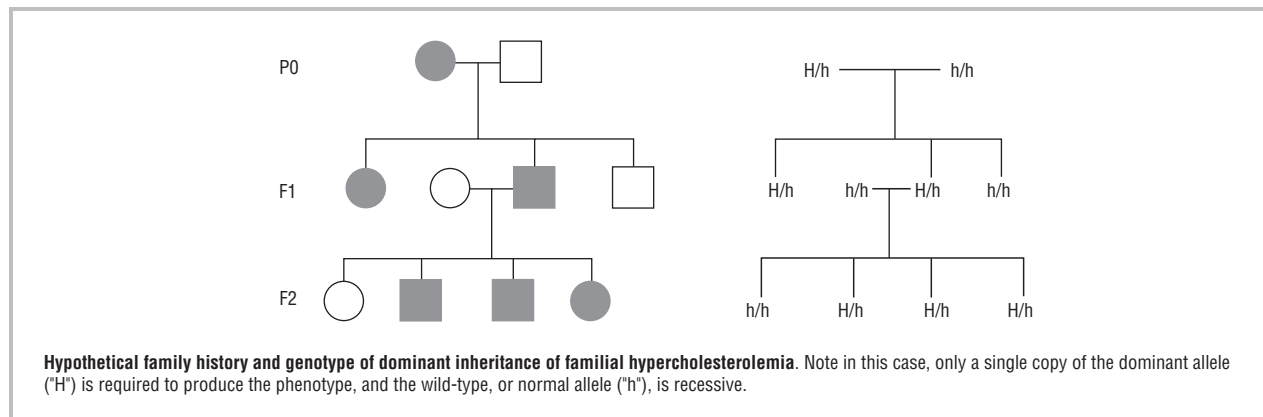 P0
H/h h/h
F1
H/h h/h H/h h/h
F2
h/h H/h H/h H/h
Hypothetical family history and genotype of dominant inheritance of familial hypercholesterolemia. Note in this case, only a single copy of the dominant allele
("H") is required to produce the phenotype, and the wild-type, or normal allele ("h"), is recessive.